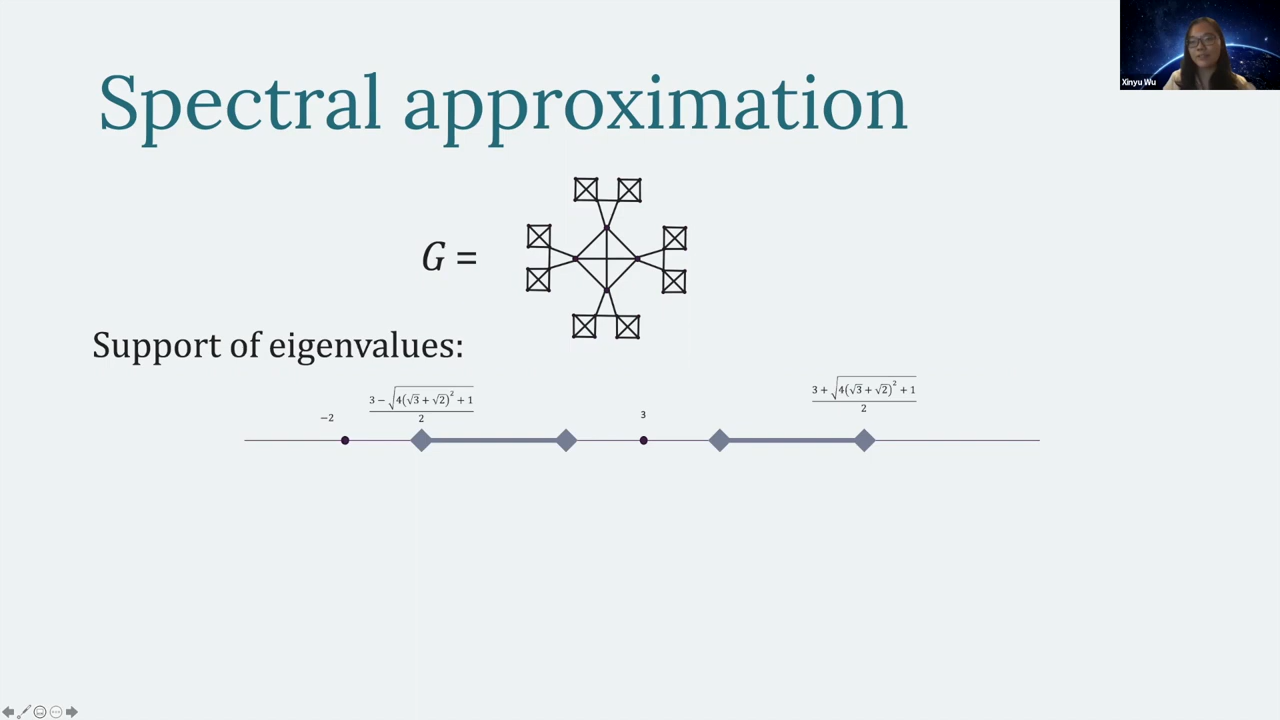 Xinyu Wu
Spectral approximation
G =
Support of eigenvalues:
−2
3 − √4(√3 + √2)² + 1
2
3
3 + √4(√3 + √2)² + 1
2